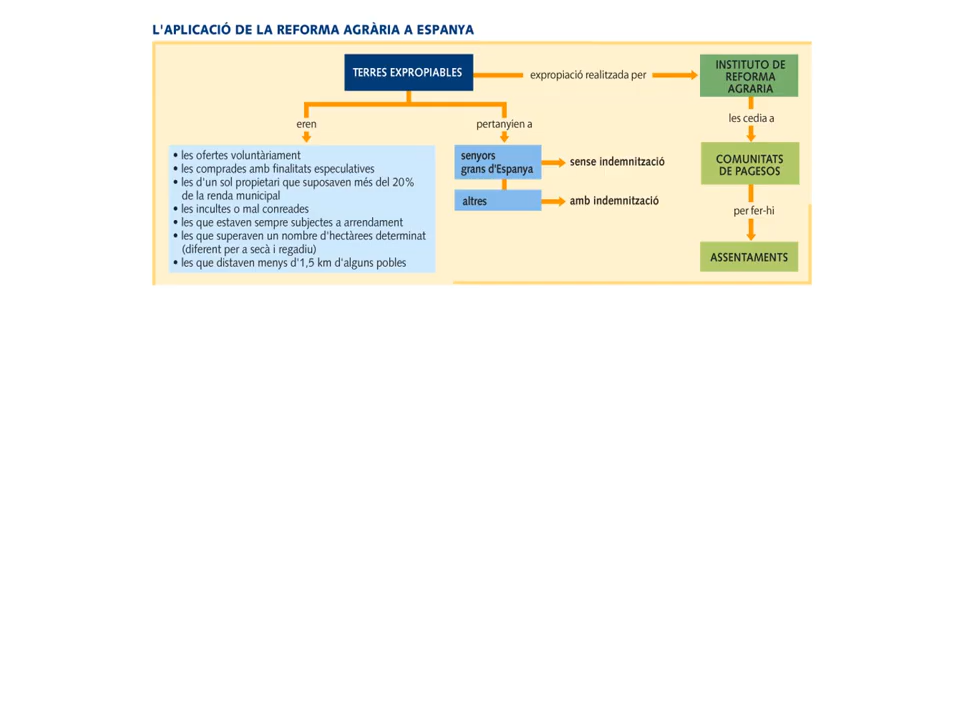 L'APLICACIÓ DE LA REFORMA AGRÀRIA A ESPANYA
TERRES EXPROPIABLES
expropiació realitzada per
INSTITUTO DE
REFORMA
AGRARIA
eren
pertanyien a
les cedia a
• les ofertes voluntàriament
• les comprades amb finalitats especulatives
• les d'un sol propietari que suposaven més del 20%
de la renda municipal
• les incultes o mal conreades
• les que estaven sempre subjectes a arrendament
• les que superaven un nombre d'hectàrees determinat
(diferent per a secà i regadiu)
• les que distaven menys d'1,5 km d'alguns pobles
senyors
grans d'Espanya
sense indemnització
altres
amb indemnització
COMUNITATS
DE PAGESOS
per fer-hi
ASSENTAMENTS